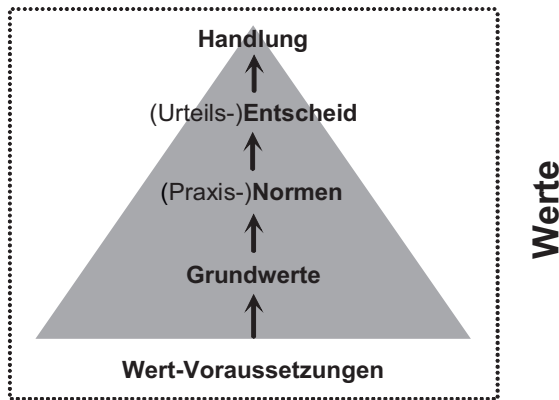 Handlung
(Urteils-)Entscheid
(Praxis-)Normen
Grundwerte
Wert-Voraussetzungen
Werte